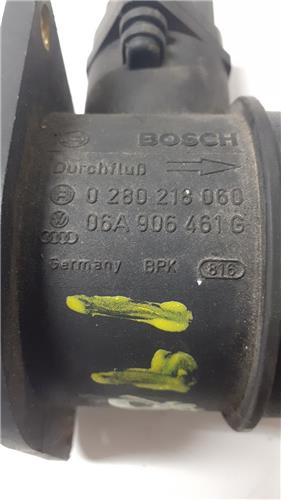 BOSCH
Durchfluß
0 280 218 060
06A 906 461 G
Germany BPK 816